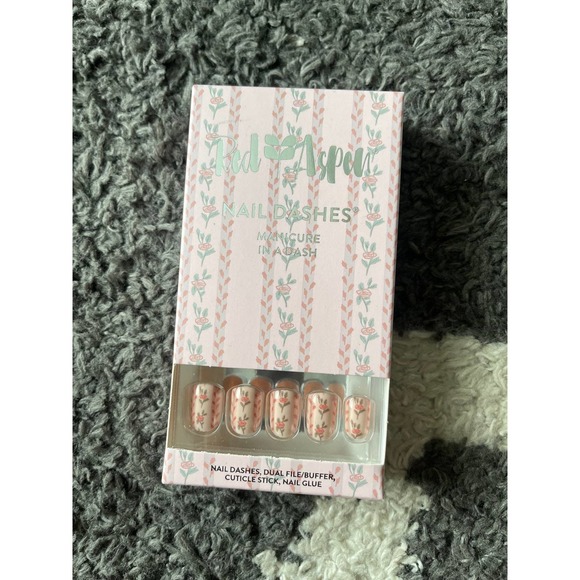 Red Aspen
NAIL DASHES®
MANICURE
IN A DASH
NAIL DASHES, DUAL FILE/BUFFER,
CUTICLE STICK, NAIL GLUE